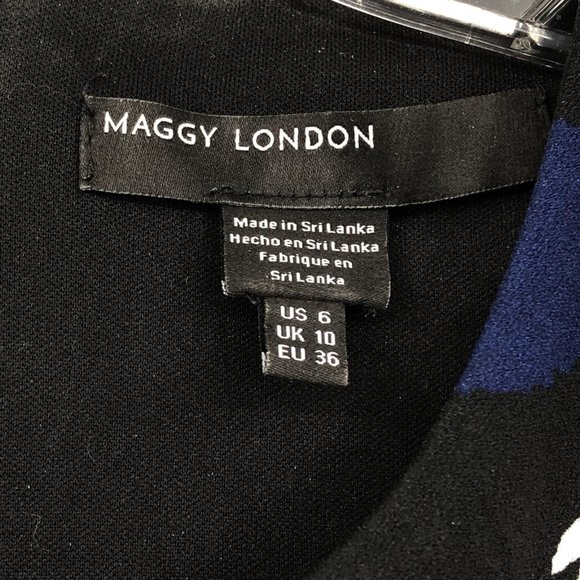 MAGGY LONDON
Made in Sri Lanka
Hecho en Sri Lanka
Fabrique en
Sri Lanka
US 6
UK 10
EU 36